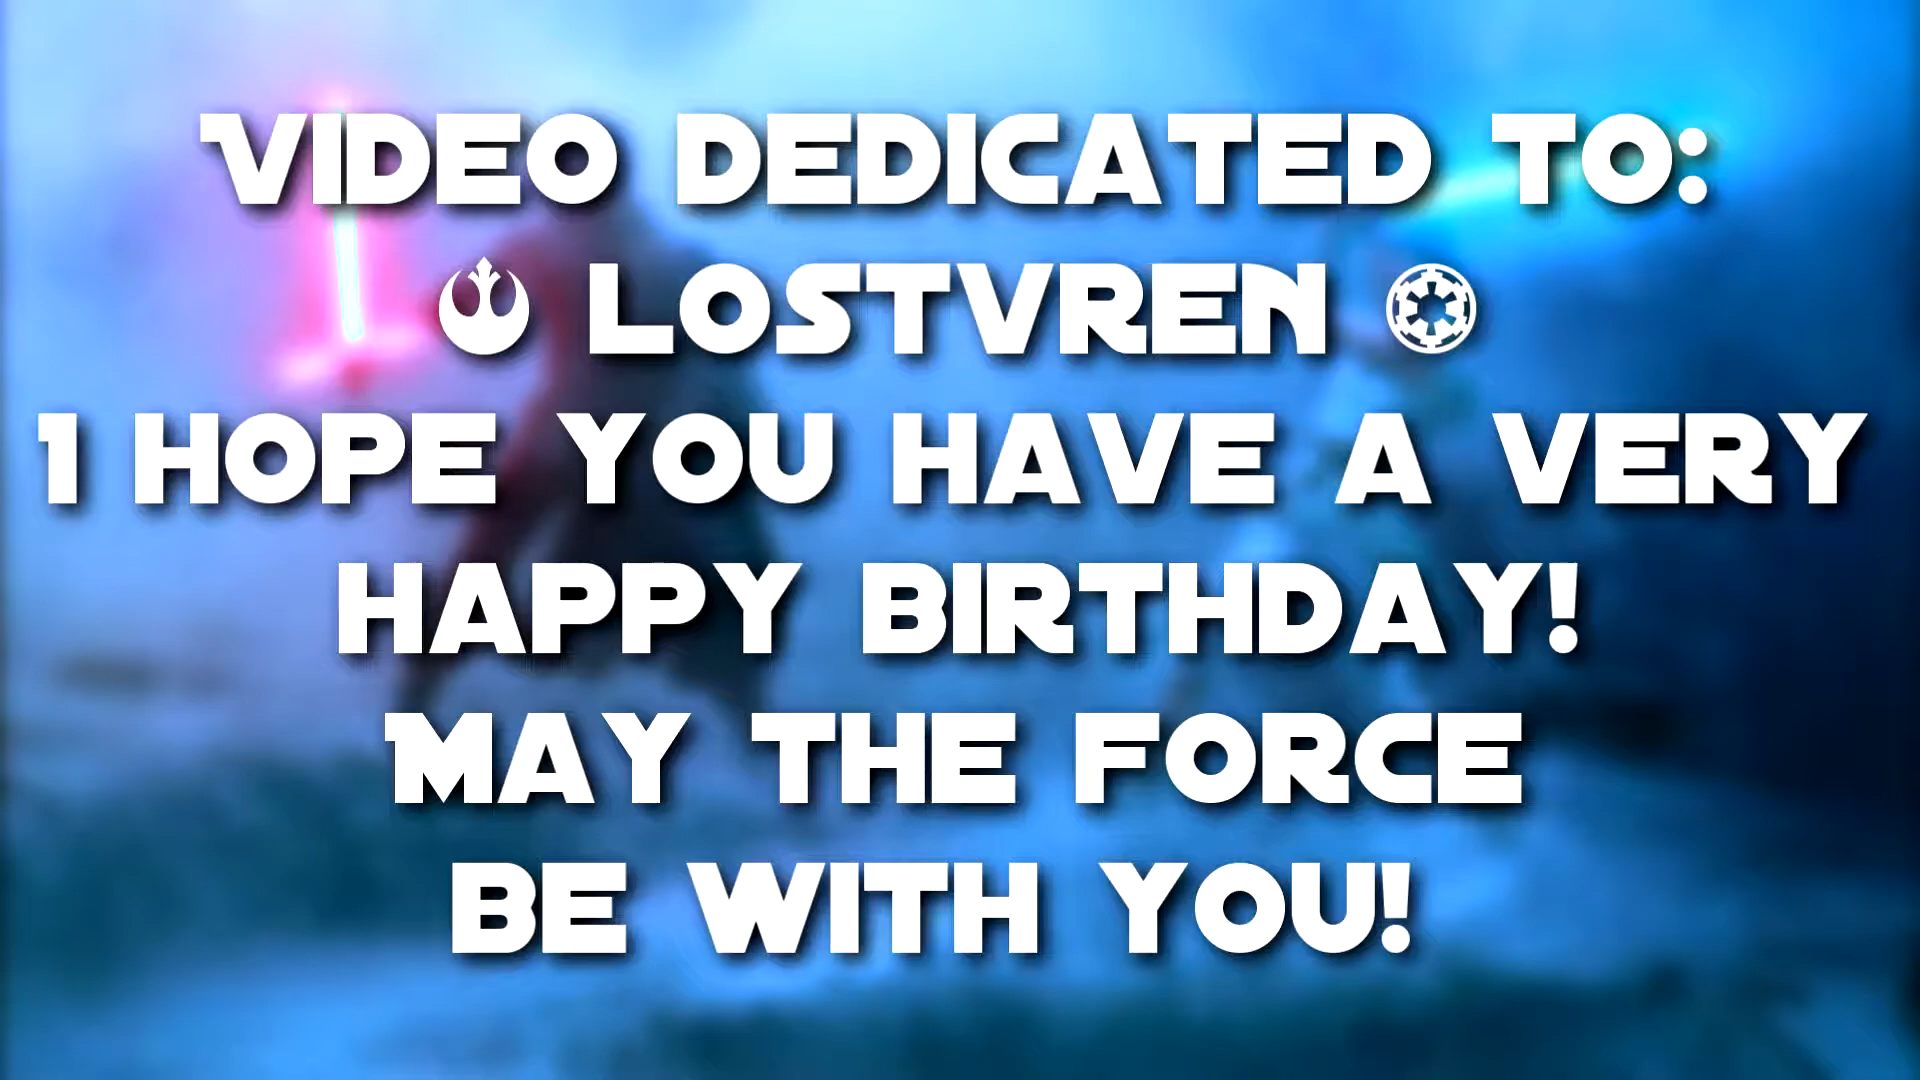 VIDEO DEDICATED TO:
LOSTVREN
I HOPE YOU HAVE A VERY
HAPPY BIRTHDAY!
MAY THE FORCE
BE WITH YOU!